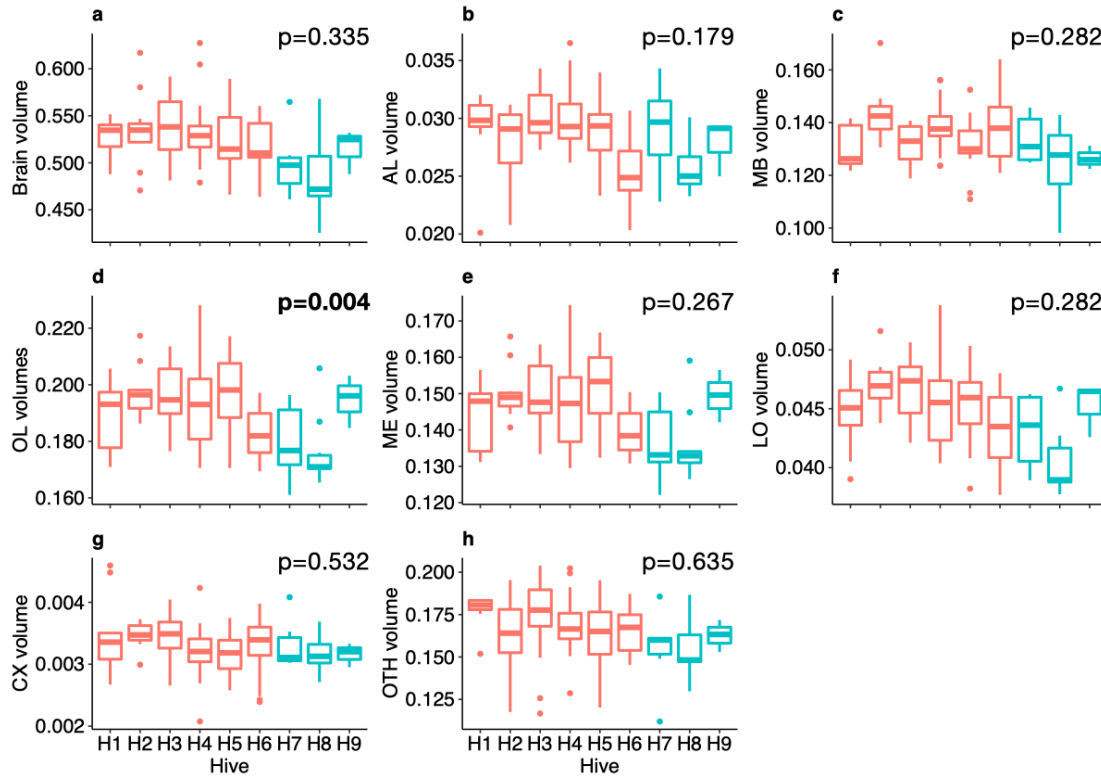 a
p=0.335
Brain volume
0.600
0.550
0.500
0.450
b
p=0.179
AL volume
0.035
0.030
0.025
0.020
c
p=0.282
MB volume
0.160
0.140
0.120
0.100
d
p=0.004
OL volumes
0.220
0.200
0.180
0.160
e
p=0.267
ME volume
0.170
0.160
0.150
0.140
0.130
0.120
f
p=0.282
LO volume
0.050
0.045
0.040
g
p=0.532
CX volume
0.004
0.003
0.002
H1 H2 H3 H4 H5 H6 H7 H8 H9
Hive
h
p=0.635
OTH volume
0.200
0.175
0.150
0.125
H1 H2 H3 H4 H5 H6 H7 H8 H9
Hive